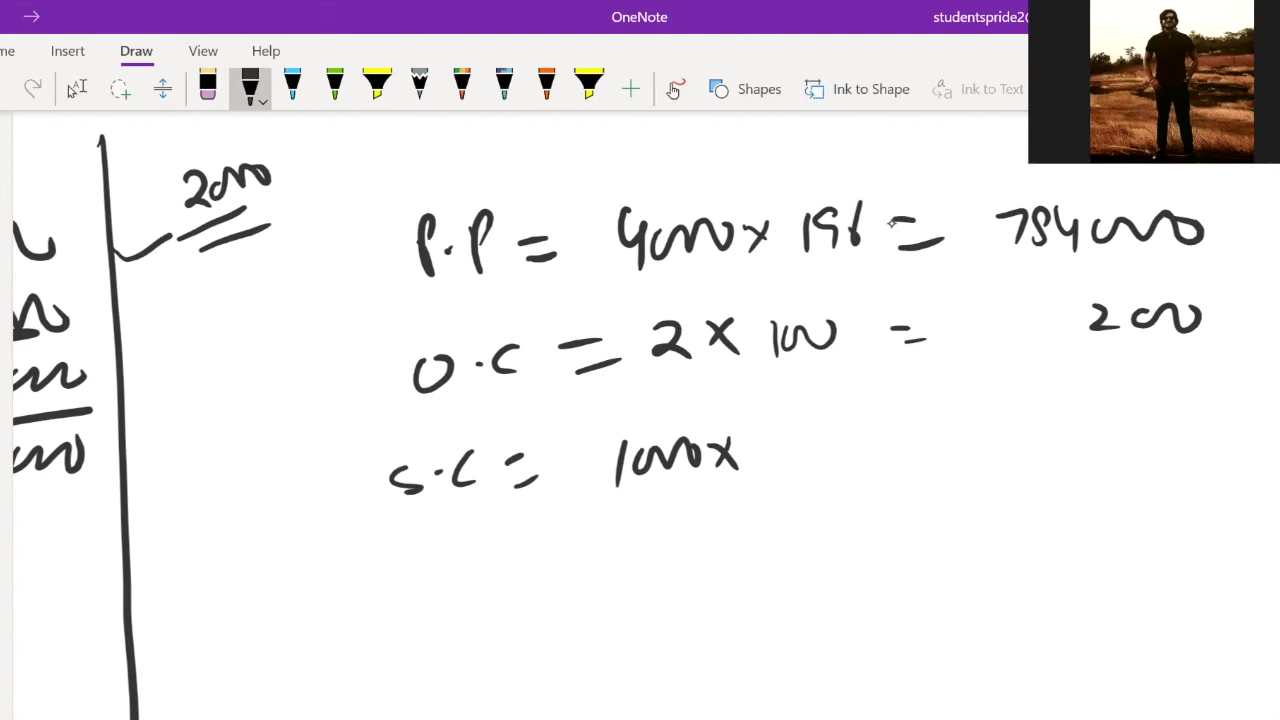 OneNote
studentspride2
Insert Draw View Help
Shapes Ink to Shape Ink to Text
2000
P.P = 4000 x 196 = 784000
O.C = 2 x 100 = 200
S.C = 1000 x